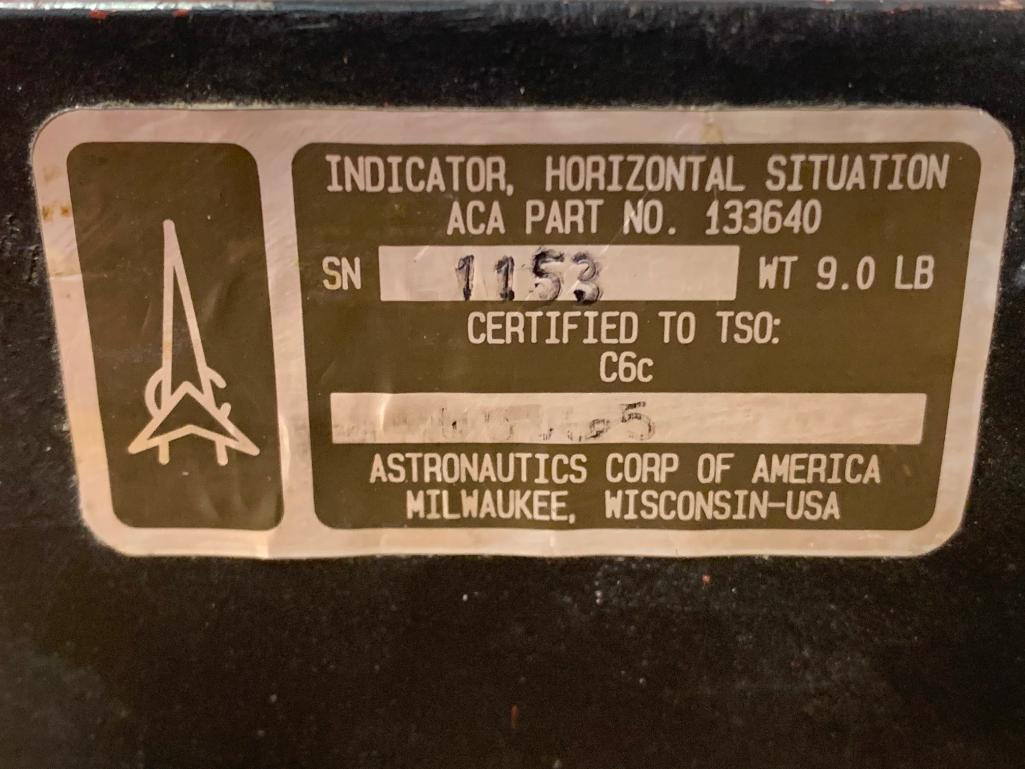 INDICATOR, HORIZONTAL SITUATION
ACA PART NO. 133640
SN 1153 WT 9.0 LB
CERTIFIED TO TSO:
C6c
ASTRONAUTICS CORP OF AMERICA
MILWAUKEE, WISCONSIN-USA